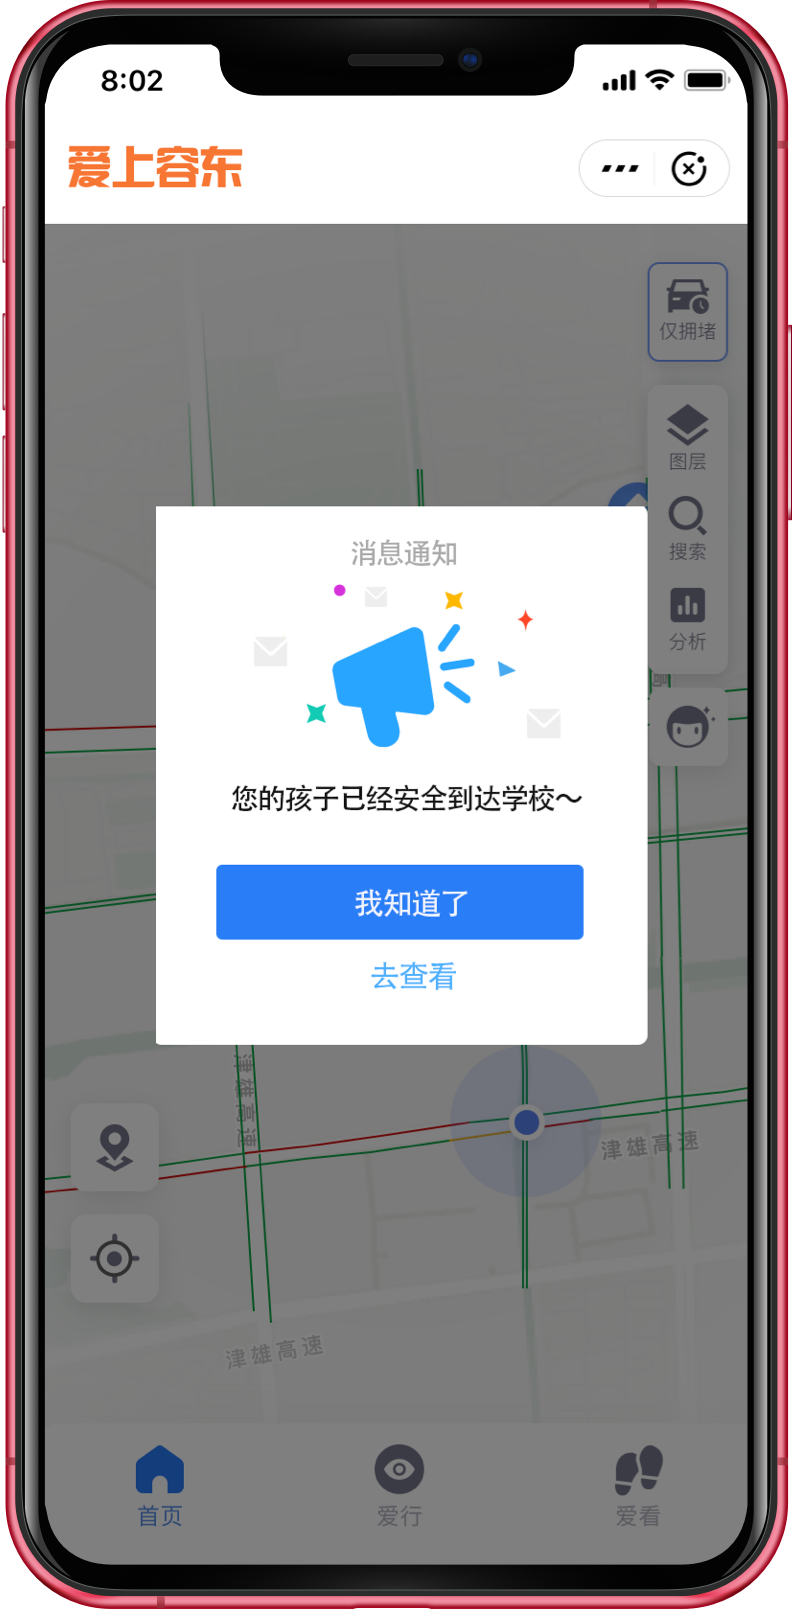 8:02
爱上容东
仅拥堵
图层
搜索
分析
消息通知
您的孩子已经安全到达学校～
我知道了
去查看
津雄高速
津雄高速
津雄高速
首页
爱行
爱看